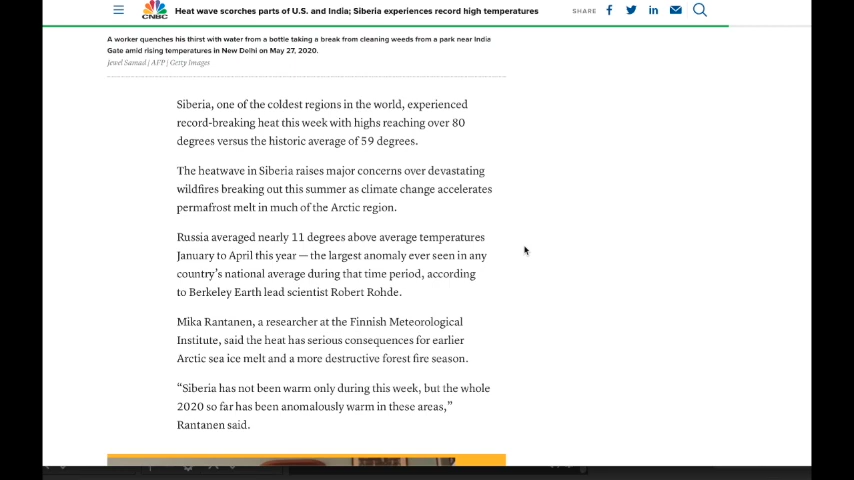 CNBC
Heat wave scorches parts of U.S. and India; Siberia experiences record high temperatures
SHARE
A worker quenches his thirst with water from a bottle taking a break from cleaning weeds from a park near India
Gate amid rising temperatures in New Delhi on May 27, 2020.
Jewel Samad | AFP | Getty Images
Siberia, one of the coldest regions in the world, experienced
record-breaking heat this week with highs reaching over 80
degrees versus the historic average of 59 degrees.
The heatwave in Siberia raises major concerns over devastating
wildfires breaking out this summer as climate change accelerates
permafrost melt in much of the Arctic region.
Russia averaged nearly 11 degrees above average temperatures
January to April this year — the largest anomaly ever seen in any
country’s national average during that time period, according
to Berkeley Earth lead scientist Robert Rohde.
Mika Rantanen, a researcher at the Finnish Meteorological
Institute, said the heat has serious consequences for earlier
Arctic sea ice melt and a more destructive forest fire season.
“Siberia has not been warm only during this week, but the whole
2020 so far has been anomalously warm in these areas,”
Rantanen said.